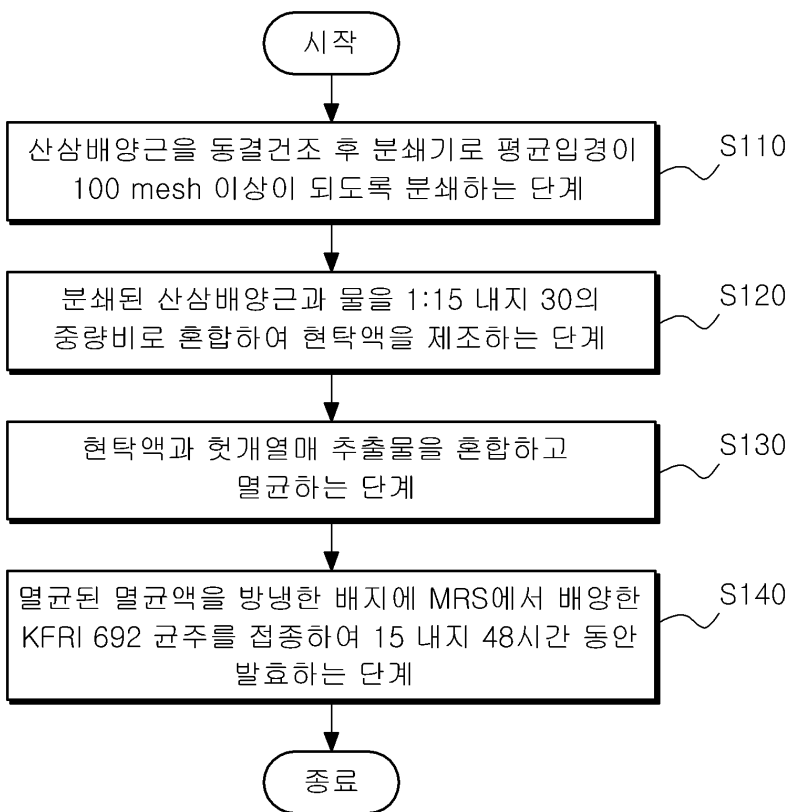 시작
산삼배양근을 동결건조 후 분쇄기로 평균입경이
100 mesh 이상이 되도록 분쇄하는 단계
S110
분쇄된 산삼배양근과 물을 1:15 내지 30의
중량비로 혼합하여 현탁액을 제조하는 단계
S120
현탁액과 헛개열매 추출물을 혼합하고
멸균하는 단계
S130
멸균된 멸균액을 방냉한 배지에 MRS에서 배양한
KFRI 692 균주를 접종하여 15 내지 48시간 동안
발효하는 단계
S140
종료